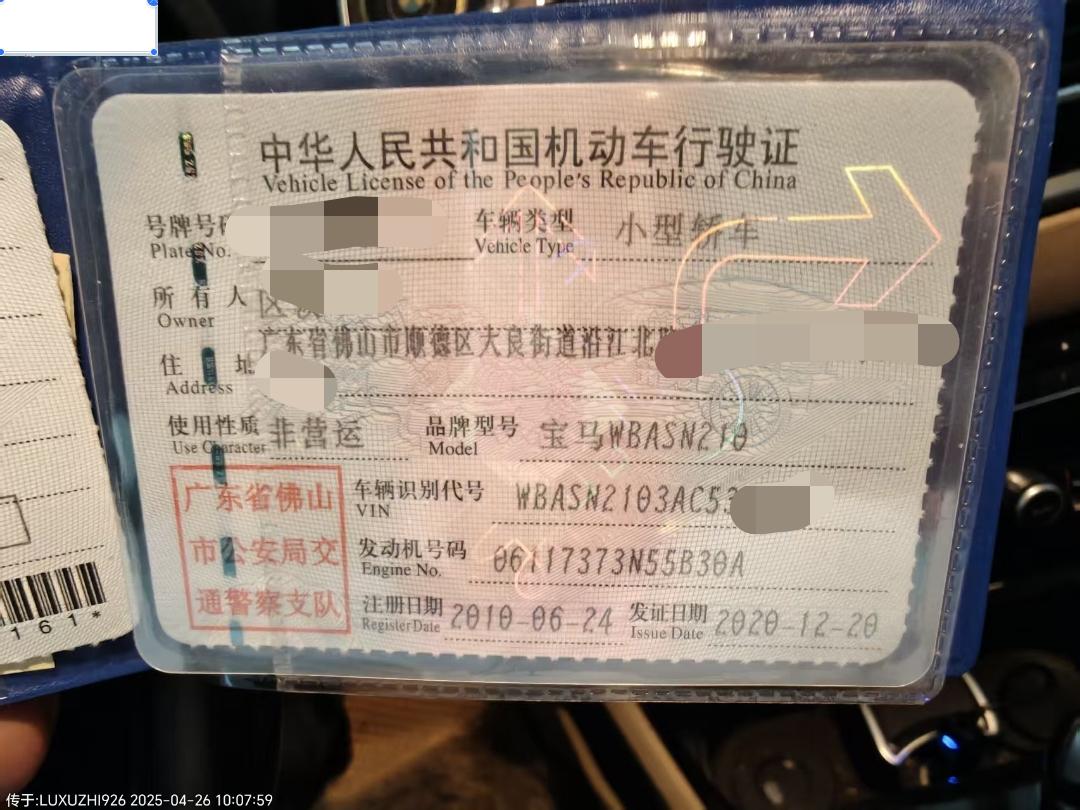 中华人民共和国机动车行驶证
Vehicle License of the People's Republic of China
号牌号
Plate No.
车辆类型 小型轿车
Vehicle Type
所有人 区
Owner
广东省佛山市顺德区大良街道沿江北
住
Address
使用性质 非营运
Use Character
品牌型号 宝马WBASN210
Model
广东省佛山
市公安局交
通警察支队
车辆识别代号 WBASN2103AC53
VIN
发动机号码 06117373N55B30A
Engine No.
注册日期 2010-06-24
Register Date
发证日期 2020-12-20
Issue Date
161*
传于:LUXUZHI926 2025-04-26 10:07:59